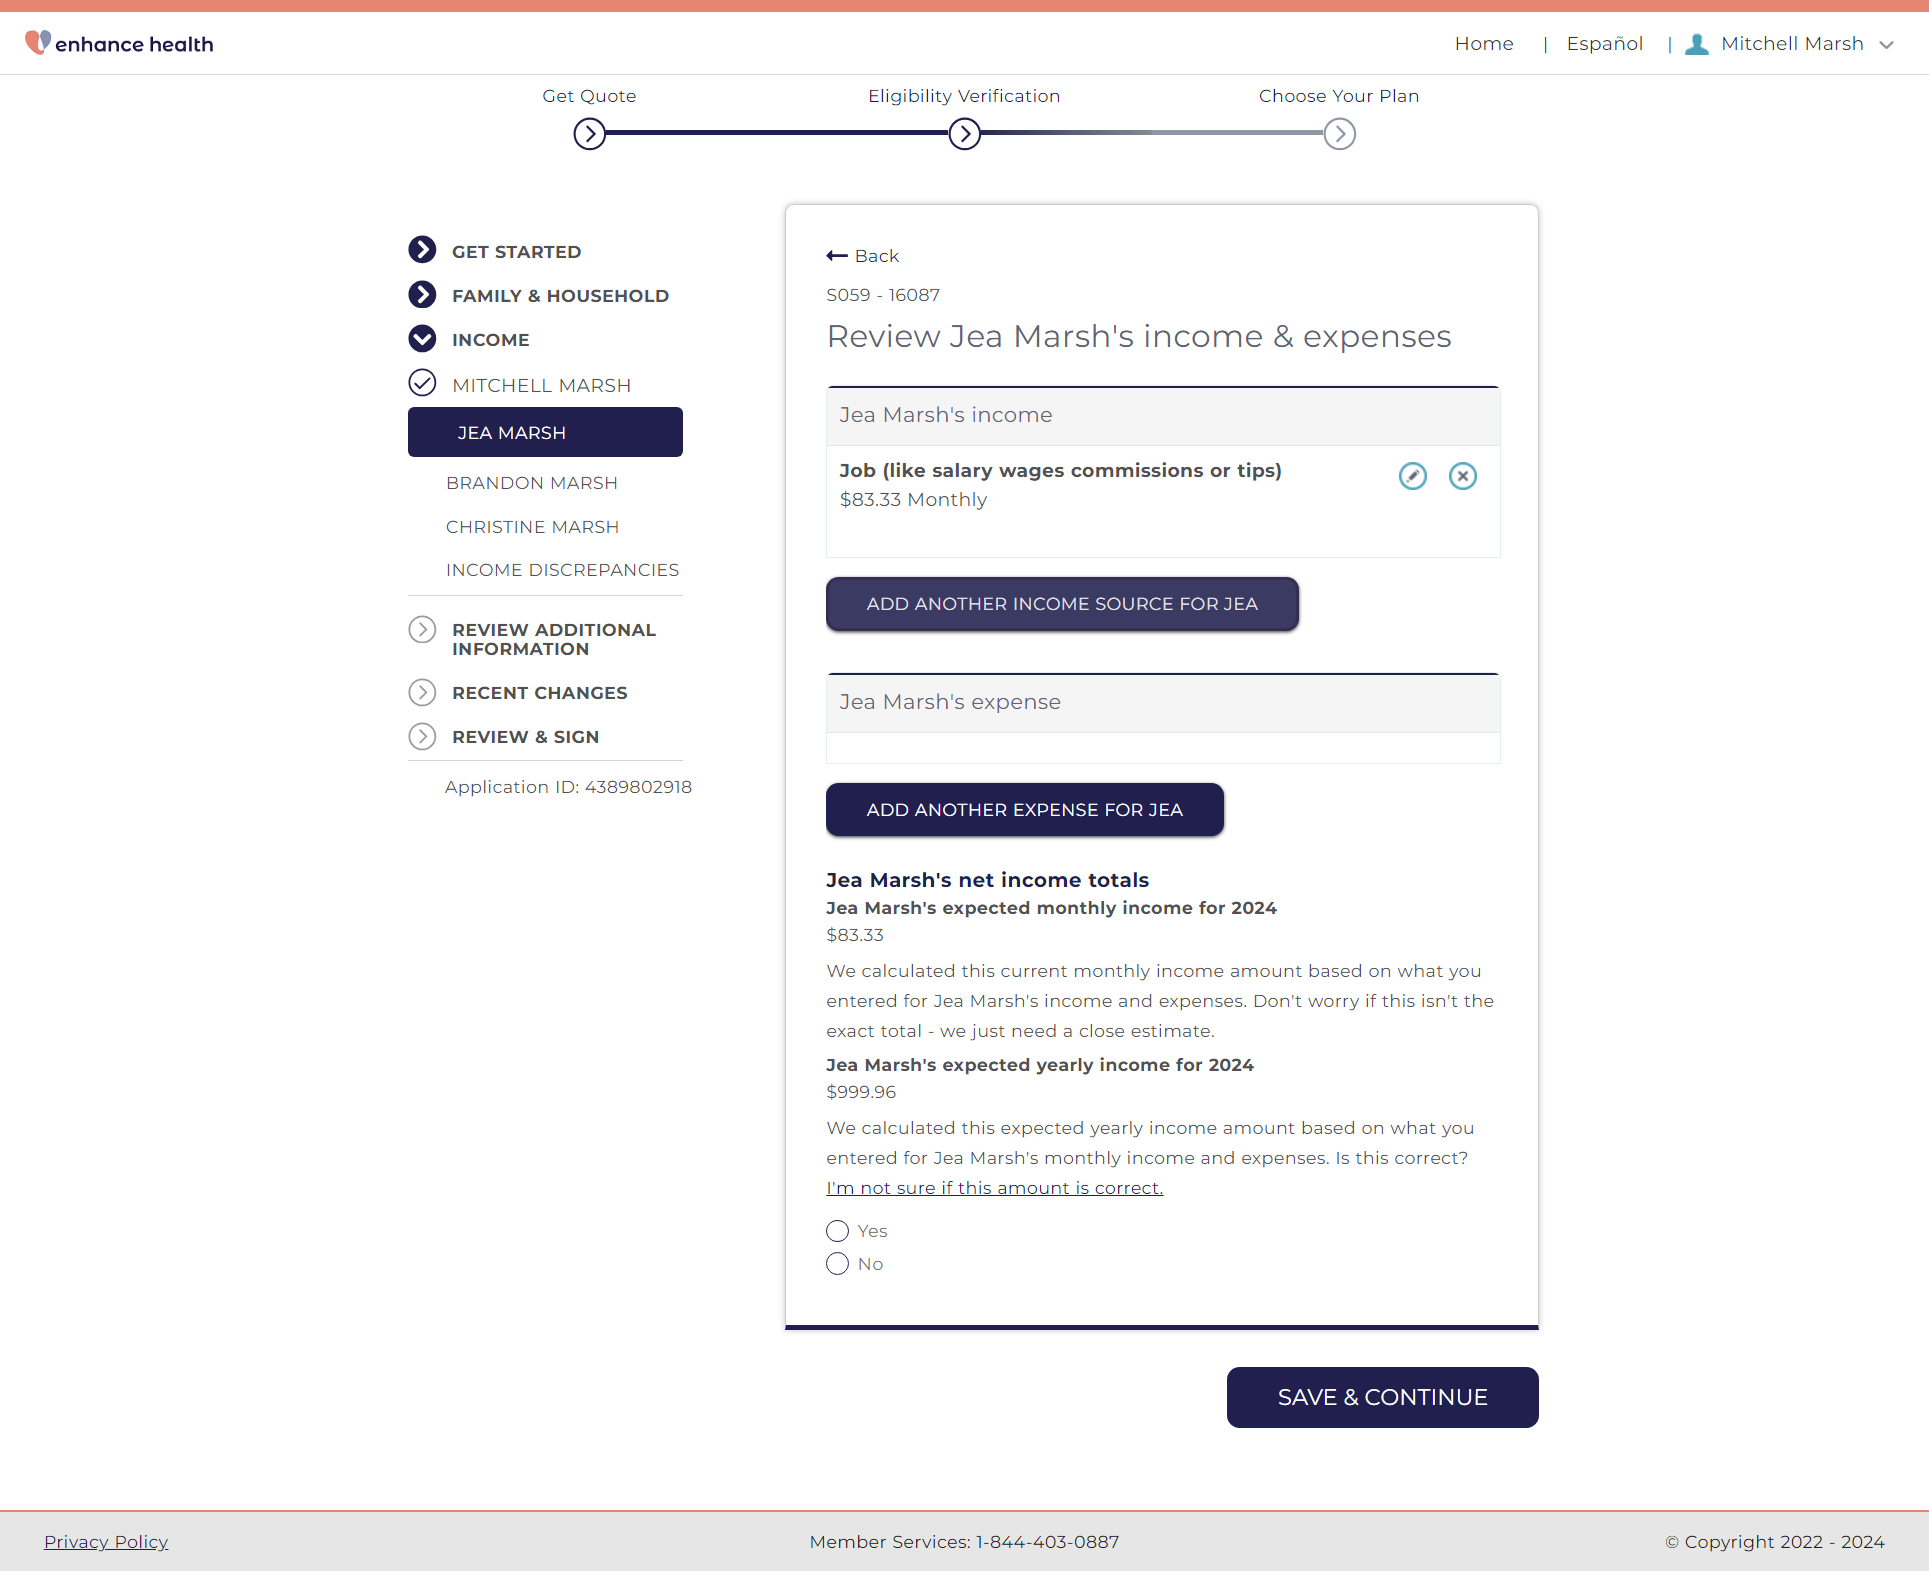 enhance health
Home | Español | Mitchell Marsh
Get Quote
Eligibility Verification
Choose Your Plan
GET STARTED
FAMILY & HOUSEHOLD
INCOME
MITCHELL MARSH
JEA MARSH
BRANDON MARSH
CHRISTINE MARSH
INCOME DISCREPANCIES
REVIEW ADDITIONAL
INFORMATION
RECENT CHANGES
REVIEW & SIGN
Application ID: 4389802918
Back
S059 - 16087
Review Jea Marsh's income & expenses
Jea Marsh's income
Job (like salary wages commissions or tips)
$83.33 Monthly
ADD ANOTHER INCOME SOURCE FOR JEA
Jea Marsh's expense
ADD ANOTHER EXPENSE FOR JEA
Jea Marsh's net income totals
Jea Marsh's expected monthly income for 2024
$83.33
We calculated this current monthly income amount based on what you
entered for Jea Marsh's income and expenses. Don't worry if this isn't the
exact total - we just need a close estimate.
Jea Marsh's expected yearly income for 2024
$999.96
We calculated this expected yearly income amount based on what you
entered for Jea Marsh's monthly income and expenses. Is this correct?
I'm not sure if this amount is correct.
Yes
No
SAVE & CONTINUE
Privacy Policy
Member Services: 1-844-403-0887
© Copyright 2022 - 2024